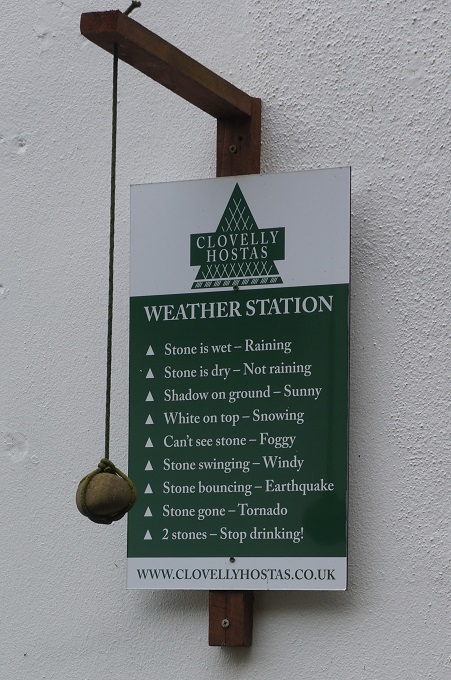 CLOVELLY
HOSTAS
WEATHER STATION
▲ Stone is wet – Raining
▲ Stone is dry – Not raining
▲ Shadow on ground – Sunny
▲ White on top – Snowing
▲ Can't see stone – Foggy
▲ Stone swinging – Windy
▲ Stone bouncing – Earthquake
▲ Stone gone – Tornado
▲ 2 stones – Stop drinking!
WWW.CLOVELLYHOSTAS.CO.UK